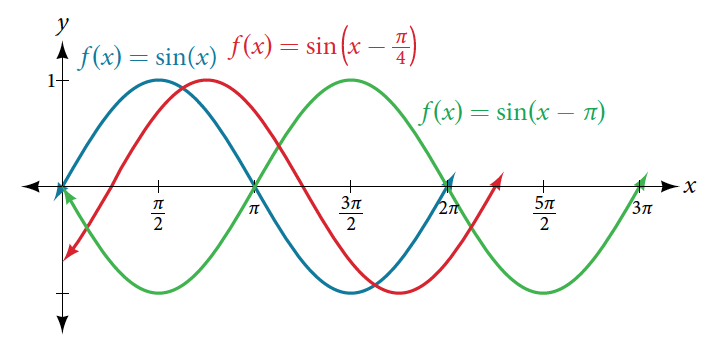 y
f(x) = sin(x)
f(x) = sin(x − π/4)
1
f(x) = sin(x − π)
x
π/2
π
3π/2
2π
5π/2
3π